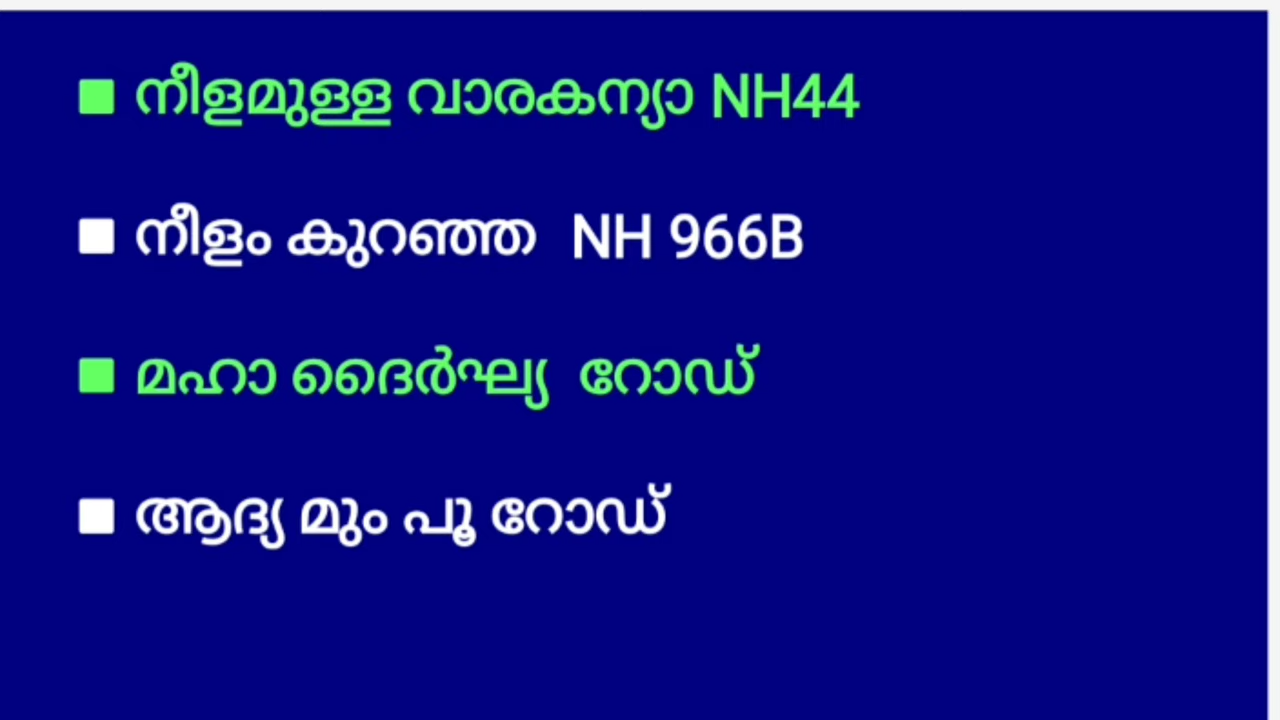 നീളമുള്ള വാരകന്യാ NH44
നീളം കുറഞ്ഞ NH 966B
മഹാ ദൈർഘ്യ റോഡ്
ആദ്യ മും പൂ റോഡ്